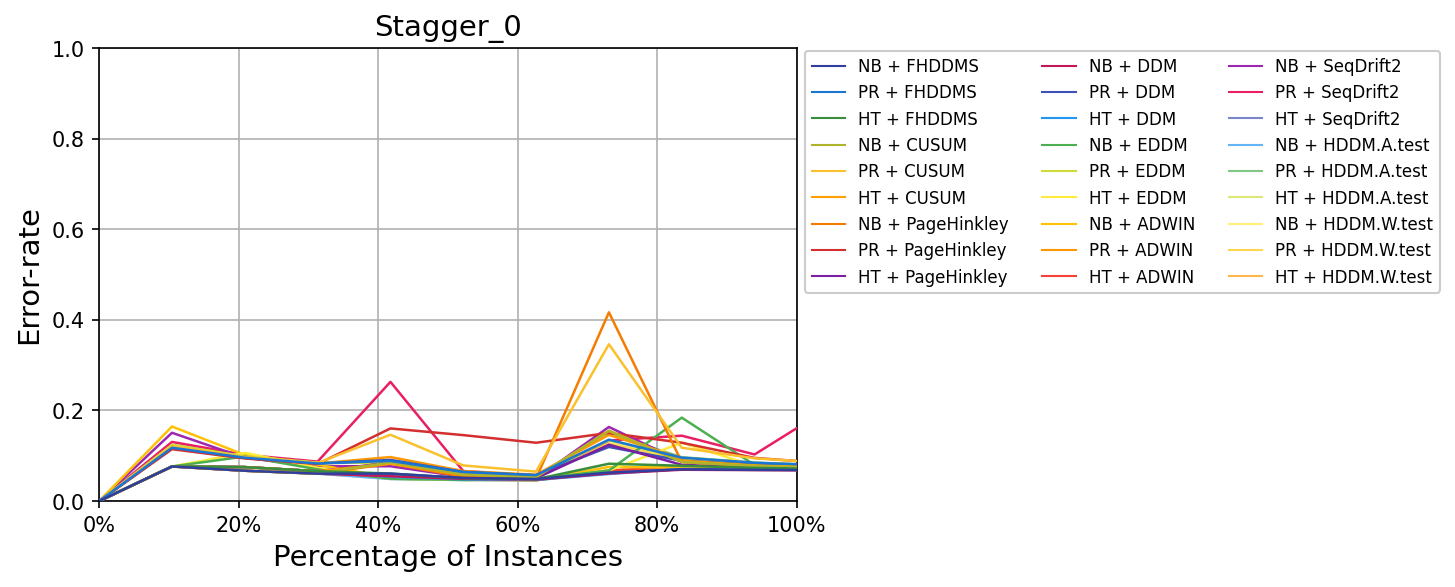 Stagger_0
1.0
0.8
0.6
0.4
0.2
0.0
Error-rate
0% 20% 40% 60% 80% 100%
Percentage of Instances
NB + FHDDMS
PR + FHDDMS
HT + FHDDMS
NB + CUSUM
PR + CUSUM
HT + CUSUM
NB + PageHinkley
PR + PageHinkley
HT + PageHinkley
NB + DDM
PR + DDM
HT + DDM
NB + EDDM
PR + EDDM
HT + EDDM
NB + ADWIN
PR + ADWIN
HT + ADWIN
NB + SeqDrift2
PR + SeqDrift2
HT + SeqDrift2
NB + HDDM.A.test
PR + HDDM.A.test
HT + HDDM.A.test
NB + HDDM.W.test
PR + HDDM.W.test
HT + HDDM.W.test